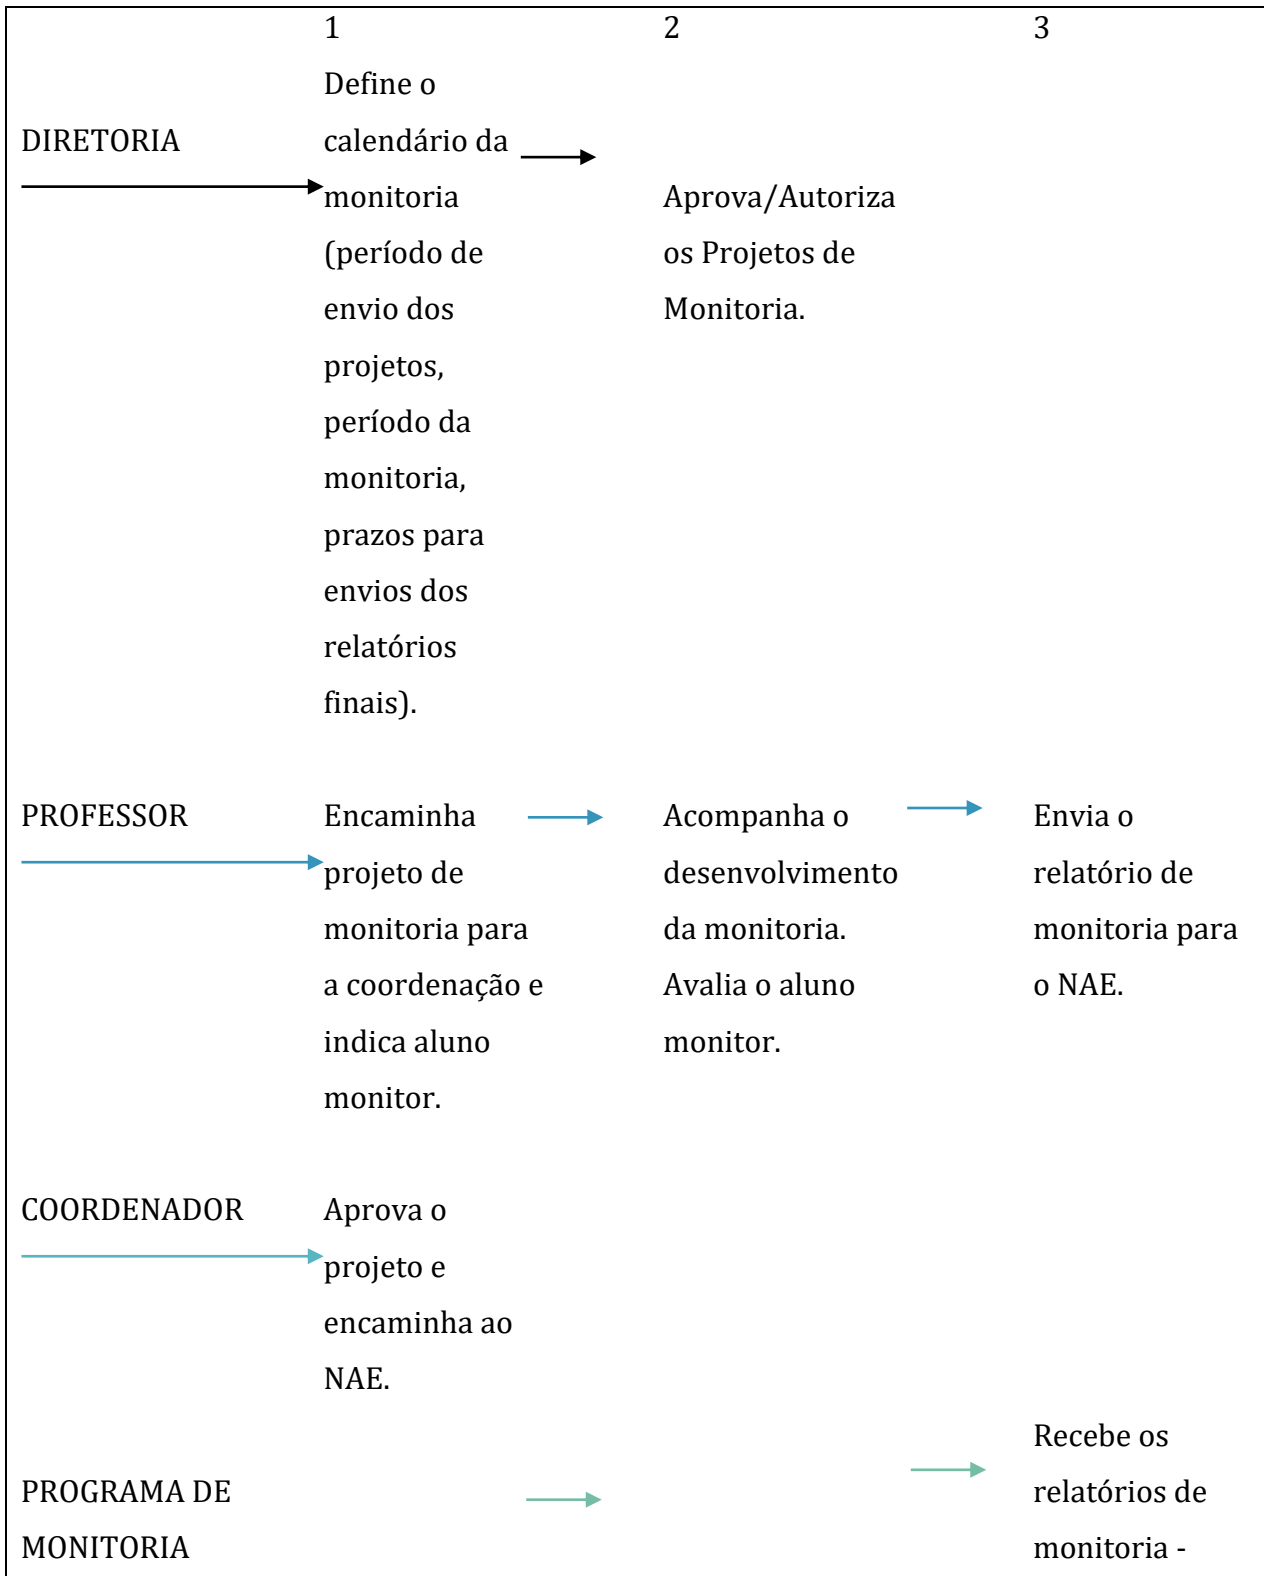 1 2 3
DIRETORIA
Define o
calendário da
monitoria
(período de
envio dos
projetos,
período da
monitoria,
prazos para
envios dos
relatórios
finais).
Aprova/Autoriza
os Projetos de
Monitoria.
PROFESSOR
Encaminha
projeto de
monitoria para
a coordenação e
indica aluno
monitor.
Acompanha o
desenvolvimento
da monitoria.
Avalia o aluno
monitor.
Envia o
relatório de
monitoria para
o NAE.
COORDENADOR
Aprova o
projeto e
encaminha ao
NAE.
PROGRAMA DE
MONITORIA
Recebe os
relatórios de
monitoria -